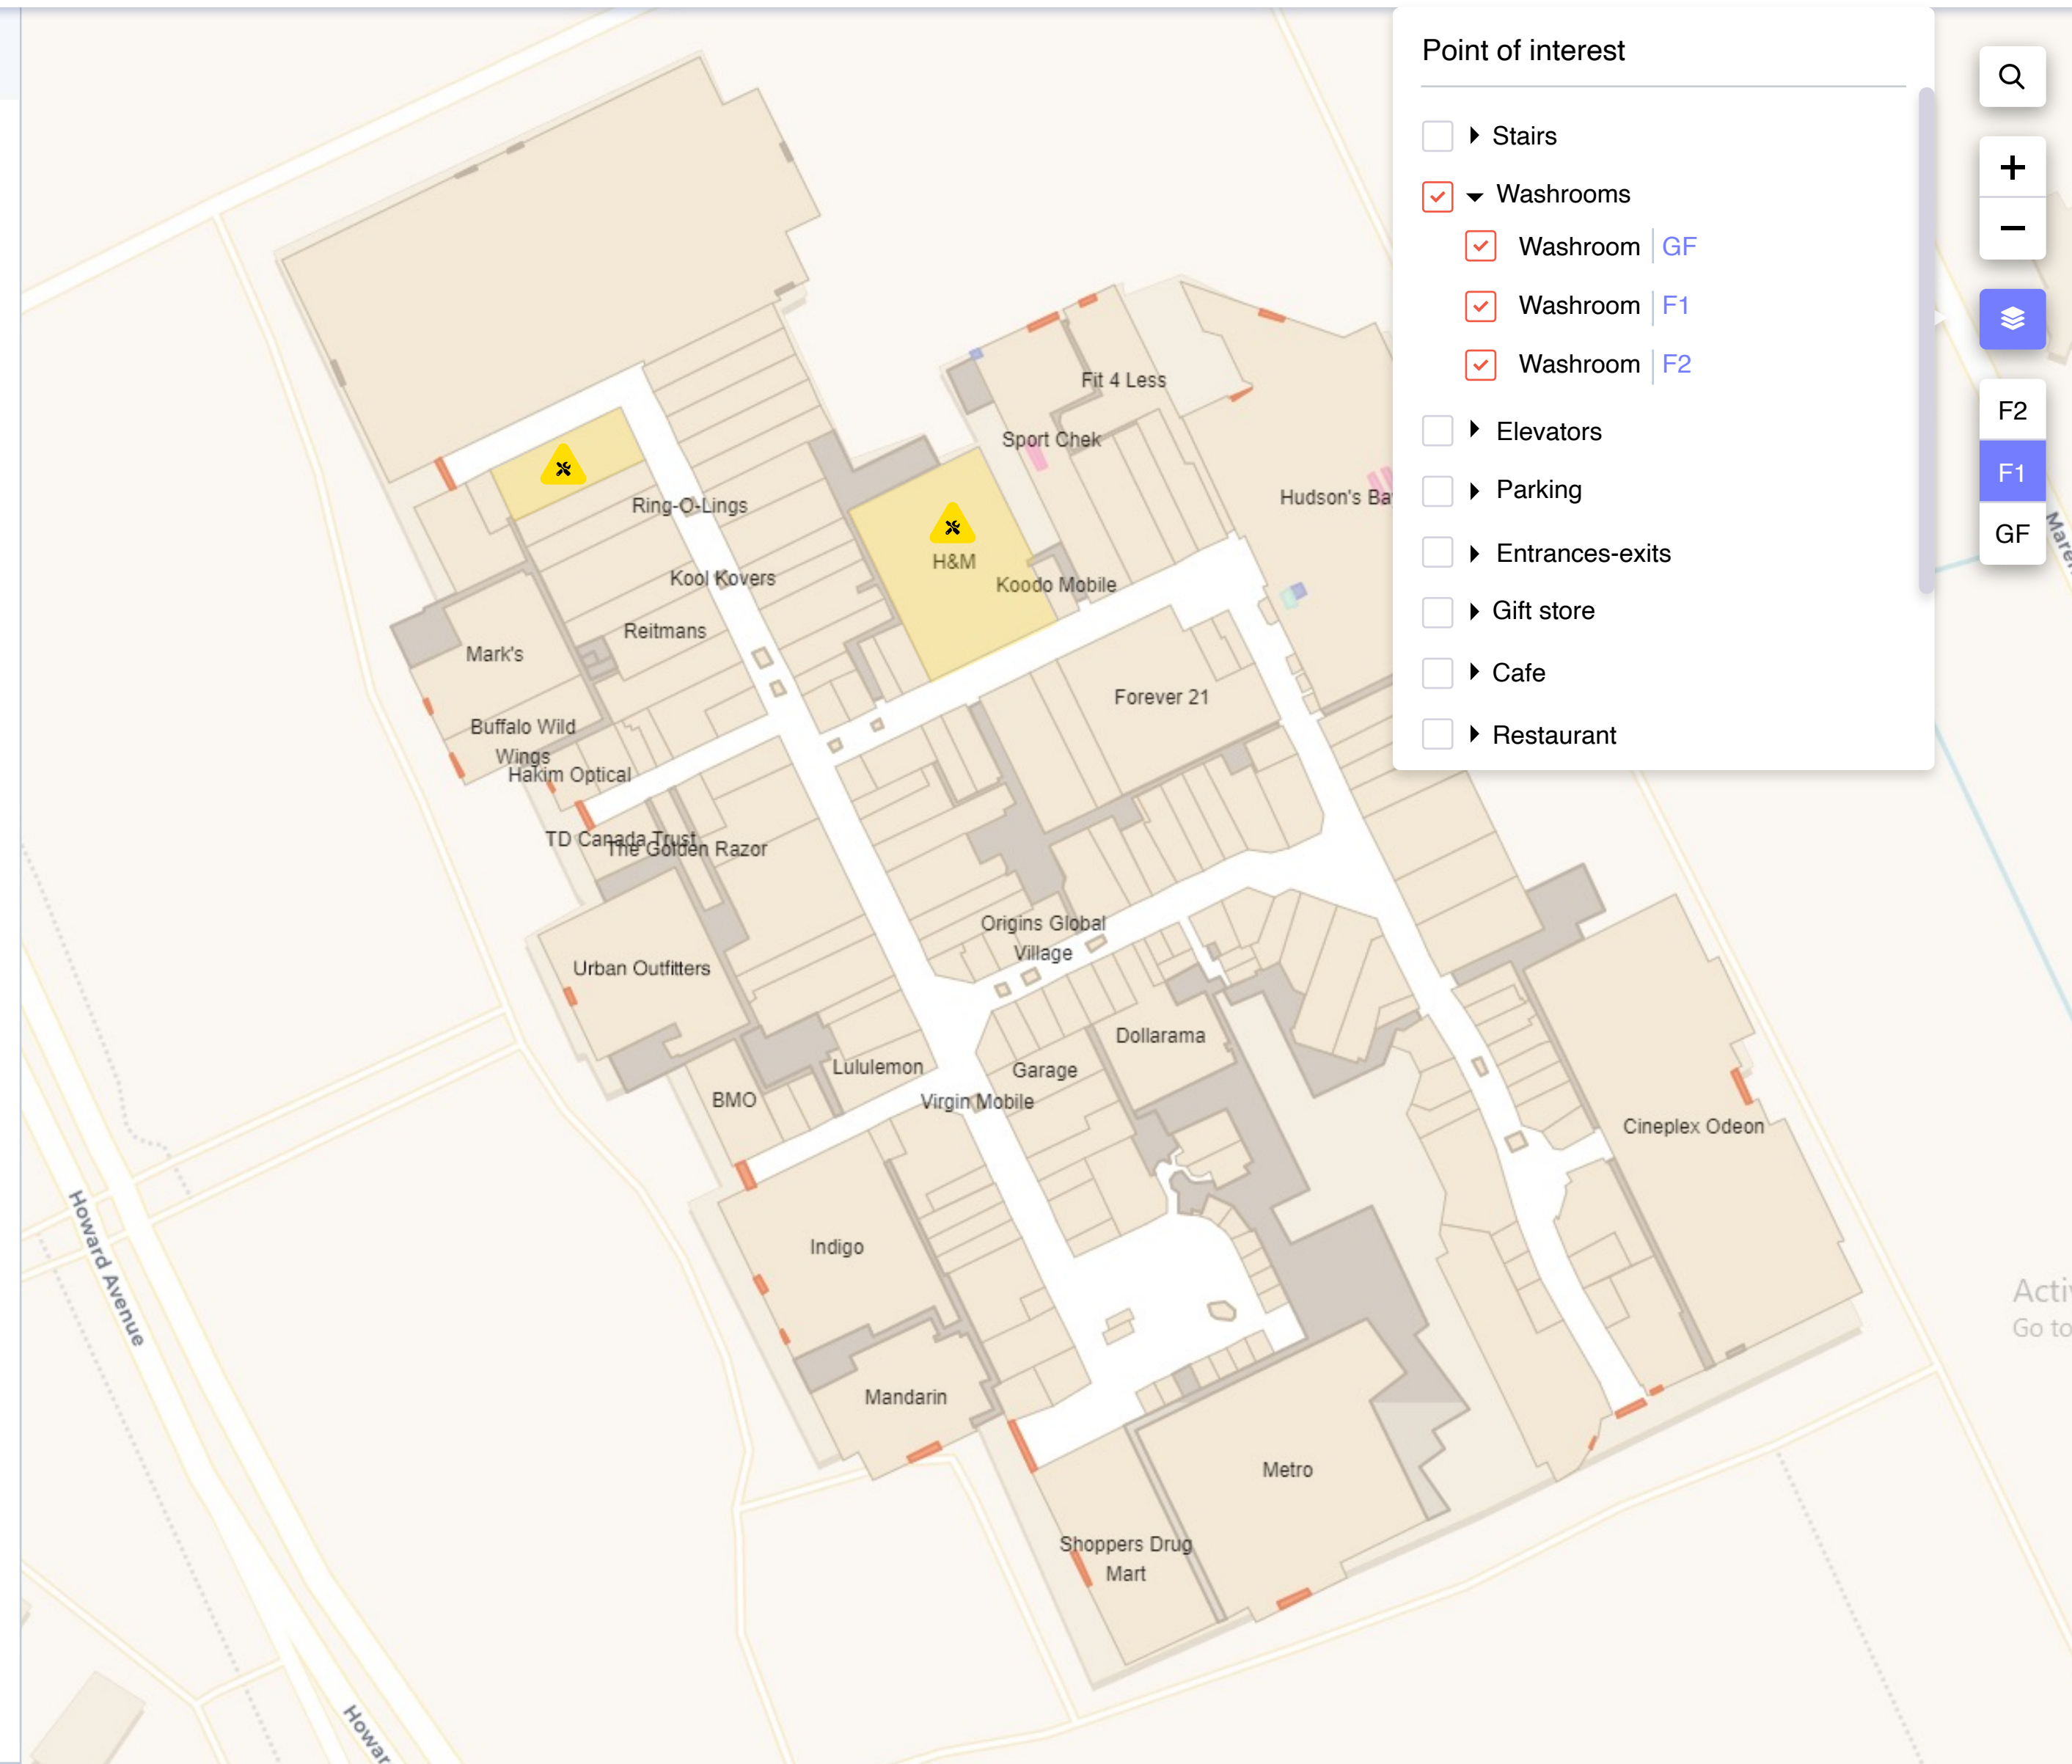 Point of interest
Stairs
Washrooms
Washroom GF
Washroom F1
Washroom F2
Elevators
Parking
Entrances-exits
Gift store
Cafe
Restaurant
F2
F1
GF
Fit 4 Less
Sport Chek
Hudson's Ba
Ring-O-Lings
H&M
Kool Kovers
Koodo Mobile
Reitmans
Mark's
Forever 21
Buffalo Wild
Wings
Hakim Optical
TD Canada Trust
The Golden Razor
Origins Global
Village
Urban Outfitters
Dollarama
Lululemon
Garage
BMO
Virgin Mobile
Cineplex Odeon
Indigo
Mandarin
Metro
Shoppers Drug
Mart
Howard Avenue
Howar
Acti
Go to